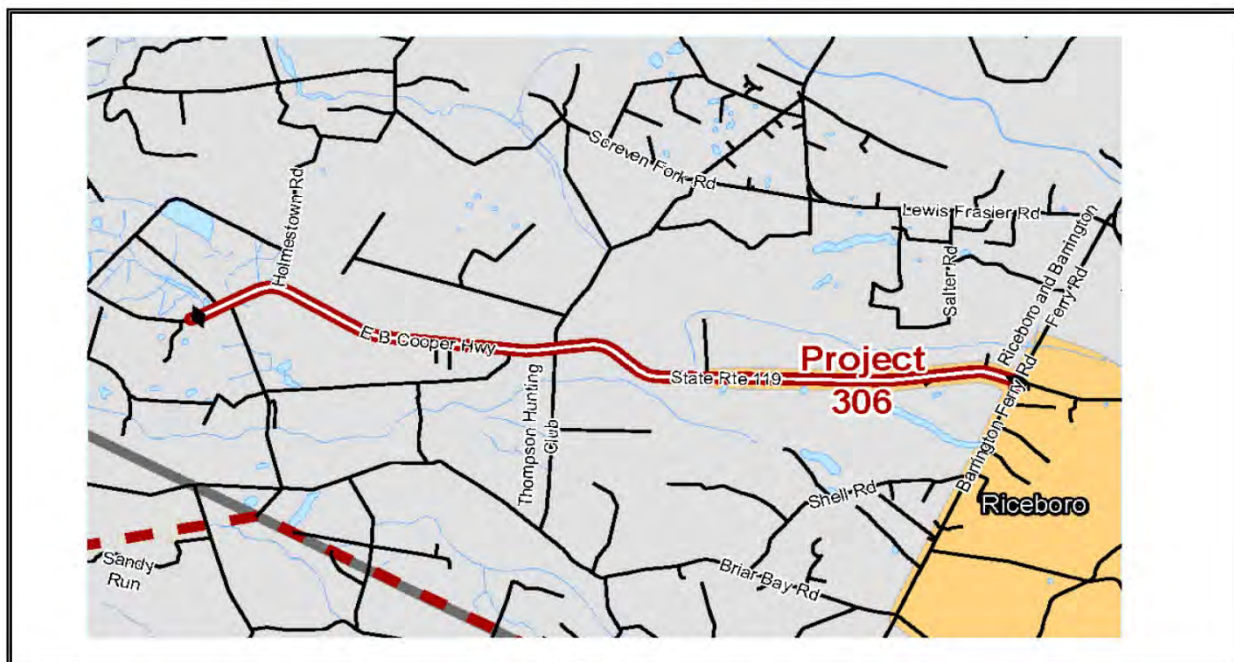 Screven Fork Rd
Lewis Frasier Rd
Holmestown Rd
Salter Rd
Riceboro and Barrington
Ferry Rd
E B Cooper Hwy
State Rte 119
Project
306
Thompson Hunting
Club
Barrington Ferry Rd
Shell Rd
Riceboro
Briar Bay Rd
Sandy
Run